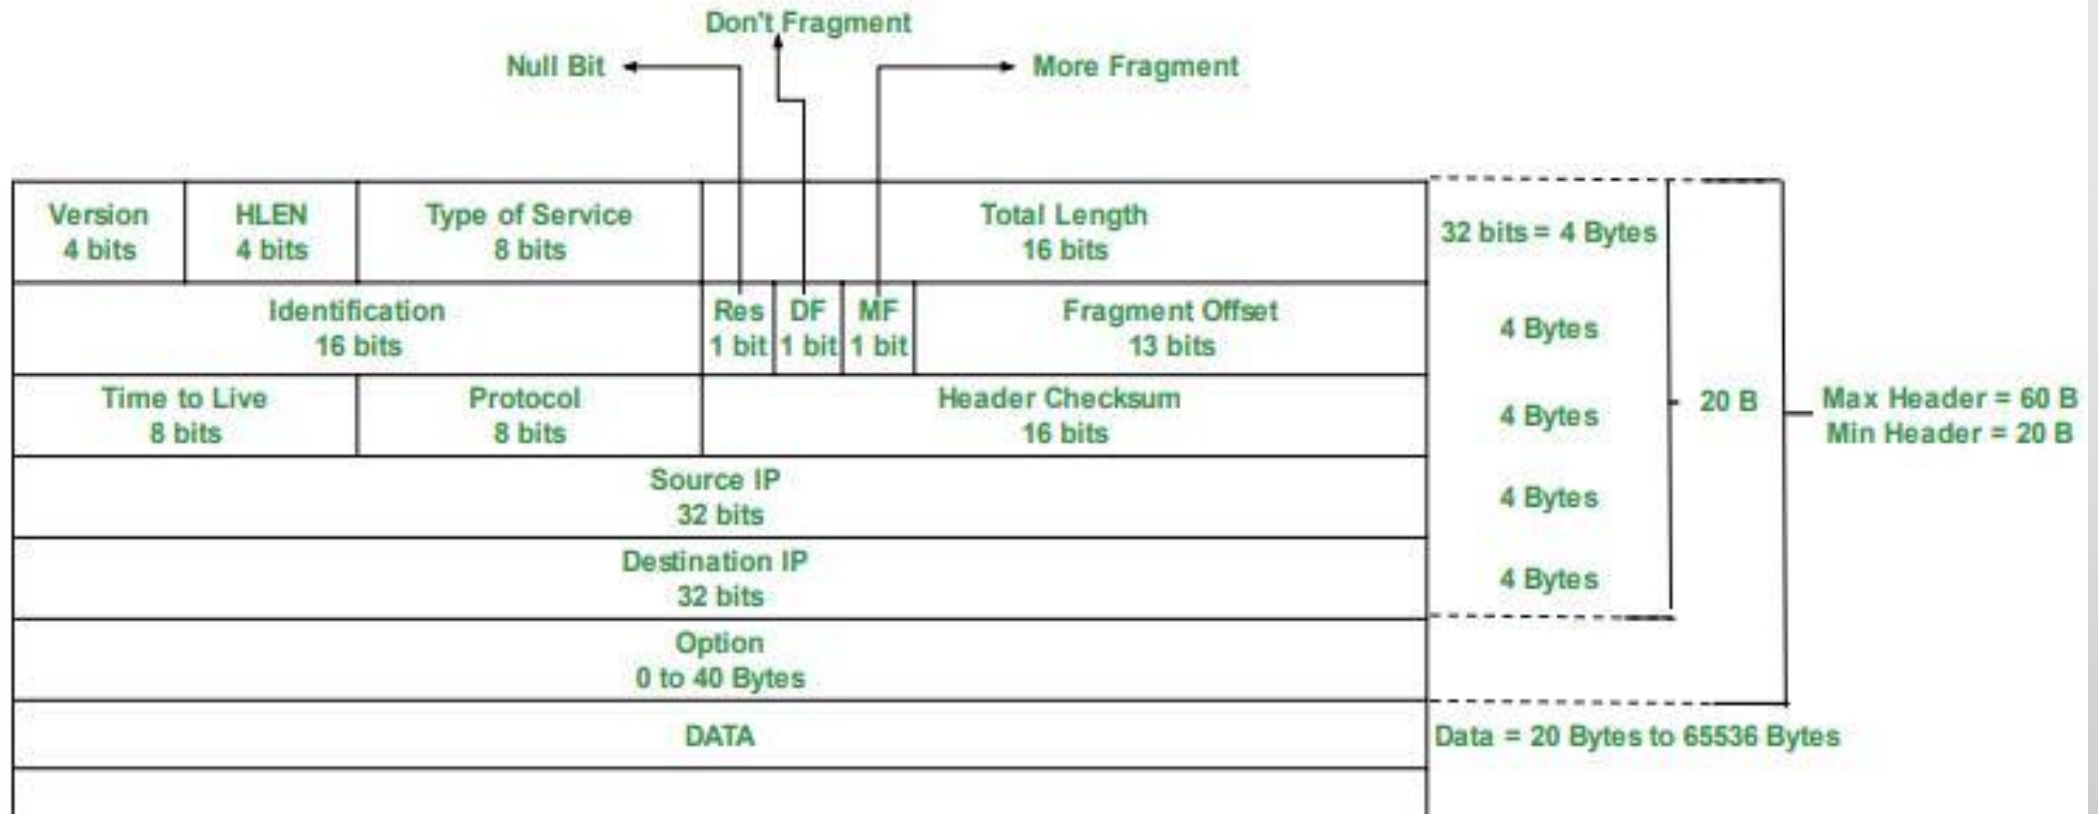 Don't Fragment
Null Bit
More Fragment
Version
4 bits
HLEN
4 bits
Type of Service
8 bits
Total Length
16 bits
32 bits = 4 Bytes
Identification
16 bits
Res
1 bit
DF
1 bit
MF
1 bit
Fragment Offset
13 bits
4 Bytes
Time to Live
8 bits
Protocol
8 bits
Header Checksum
16 bits
4 Bytes
20 B
Max Header = 60 B
Min Header = 20 B
Source IP
32 bits
4 Bytes
Destination IP
32 bits
4 Bytes
Option
0 to 40 Bytes
DATA
Data = 20 Bytes to 65536 Bytes